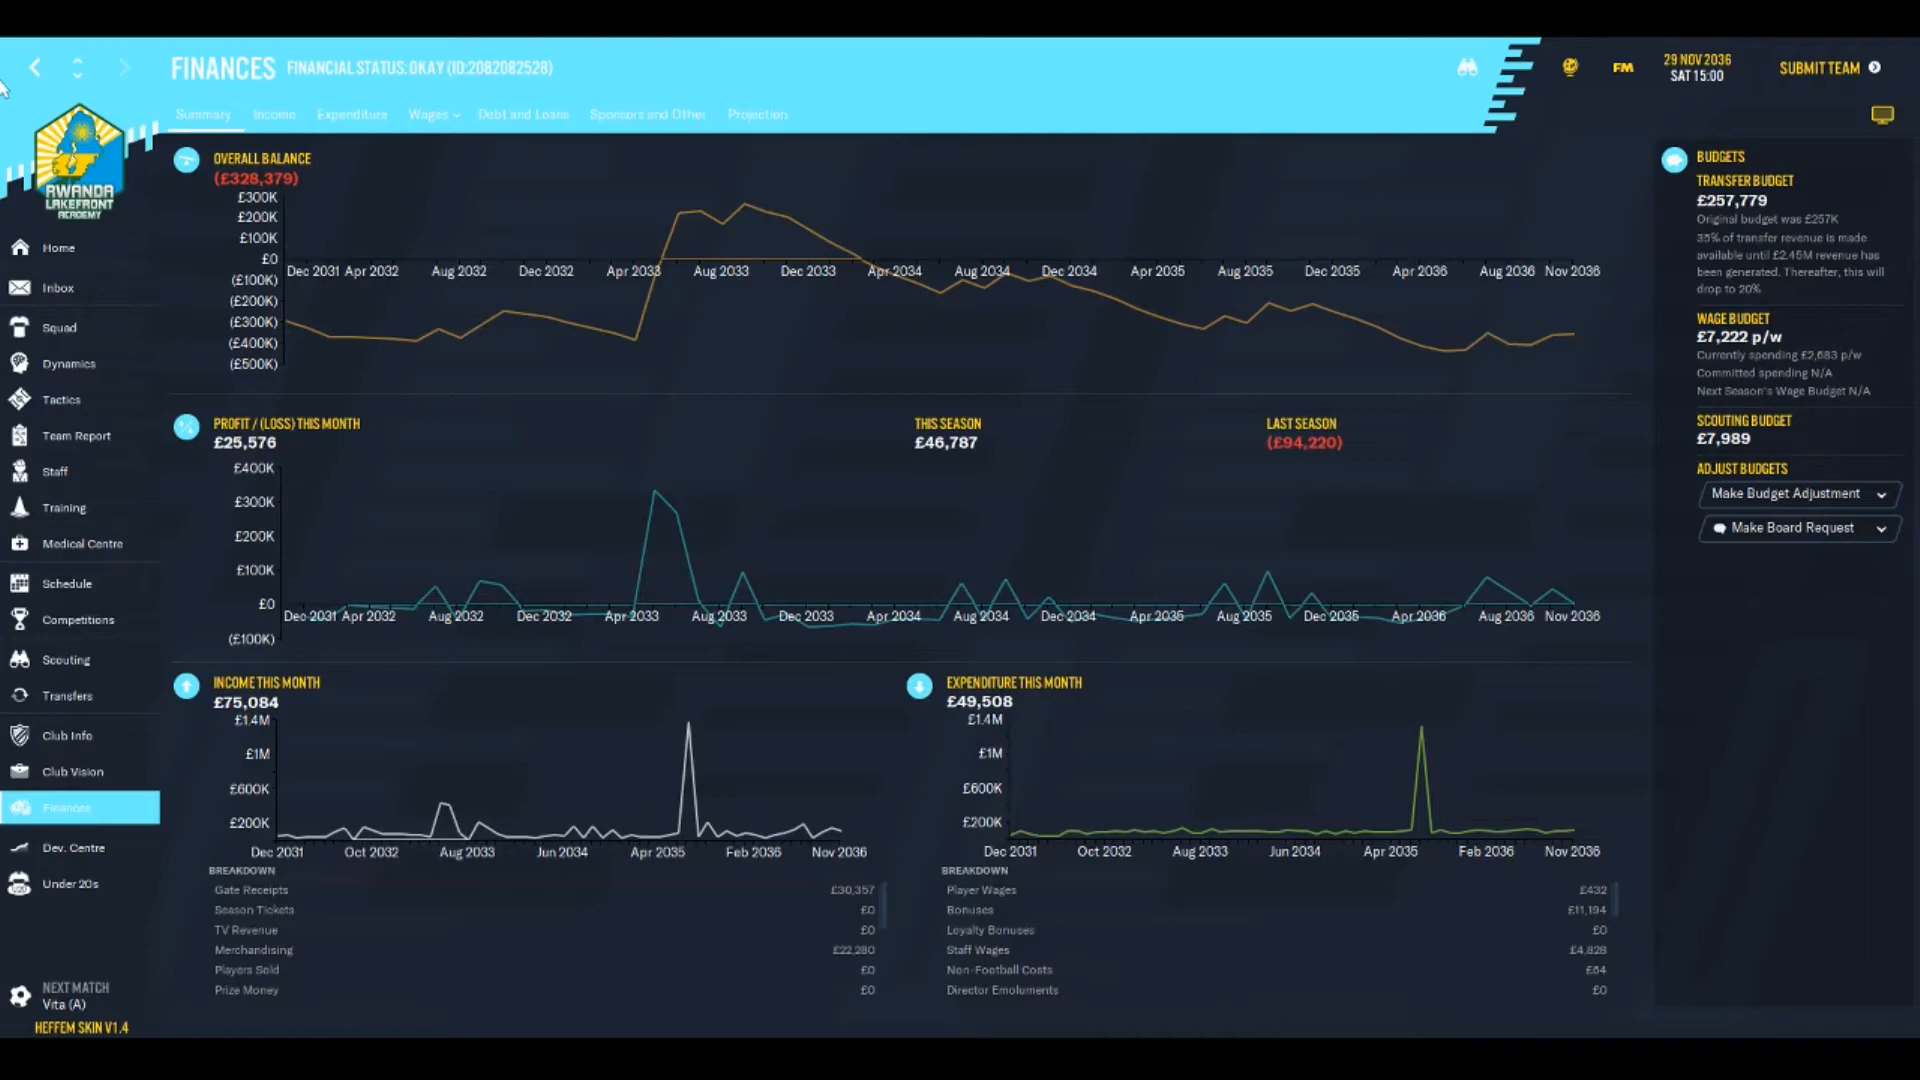 FINANCES
FINANCIAL STATUS: OKAY (ID:2082082528)
FM
29 NOV 2036
SAT 15:00
SUBMIT TEAM
Summary
Income
Expenditure
Wages
Debt and Loans
Sponsors and Other
Projection
RWANDA
LAKEFRONT
ACADEMY
Home
Inbox
Squad
Dynamics
Tactics
Team Report
Staff
Training
Medical Centre
Schedule
Competitions
Scouting
Transfers
Club Info
Club Vision
Finances
Dev. Centre
Under 20s
NEXT MATCH
Vita (A)
HEFFEM SKIN V1.4
OVERALL BALANCE
(£328,379)
£300K
£200K
£100K
£0
(£100K)
(£200K)
(£300K)
(£400K)
(£500K)
Dec 2031 Apr 2032 Aug 2032 Dec 2032 Apr 2033 Aug 2033 Dec 2033 Apr 2034 Aug 2034 Dec 2034 Apr 2035 Aug 2035 Dec 2035 Apr 2036 Aug 2036 Nov 2036
PROFIT / (LOSS) THIS MONTH
£25,576
THIS SEASON
£46,787
LAST SEASON
(£94,220)
£400K
£300K
£200K
£100K
£0
(£100K)
Dec 2031 Apr 2032 Aug 2032 Dec 2032 Apr 2033 Aug 2033 Dec 2033 Apr 2034 Aug 2034 Dec 2034 Apr 2035 Aug 2035 Dec 2035 Apr 2036 Aug 2036 Nov 2036
INCOME THIS MONTH
£75,084
£1.4M
£1M
£600K
£200K
Dec 2031 Oct 2032 Aug 2033 Jun 2034 Apr 2035 Feb 2036 Nov 2036
BREAKDOWN
Gate Receipts £30,357
Season Tickets £0
TV Revenue £0
Merchandising £22,280
Players Sold £0
Prize Money £0
EXPENDITURE THIS MONTH
£49,508
£1.4M
£1M
£600K
£200K
Dec 2031 Oct 2032 Aug 2033 Jun 2034 Apr 2035 Feb 2036 Nov 2036
BREAKDOWN
Player Wages £432
Bonuses £11,194
Loyalty Bonuses £0
Staff Wages £4,828
Non-Football Costs £64
Director Emoluments £0
BUDGETS
TRANSFER BUDGET
£257,779
Original budget was £257K
35% of transfer revenue is made
available until £2.45M revenue has
been generated. Thereafter, this will
drop to 20%
WAGE BUDGET
£7,222 p/w
Currently spending £2,683 p/w
Committed spending N/A
Next Season's Wage Budget N/A
SCOUTING BUDGET
£7,989
ADJUST BUDGETS
Make Budget Adjustment
Make Board Request